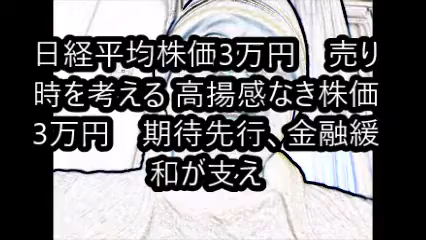 日経平均株価3万円　売り
時を考える 高揚感なき株価
3万円　期待先行、金融緩
和が支え